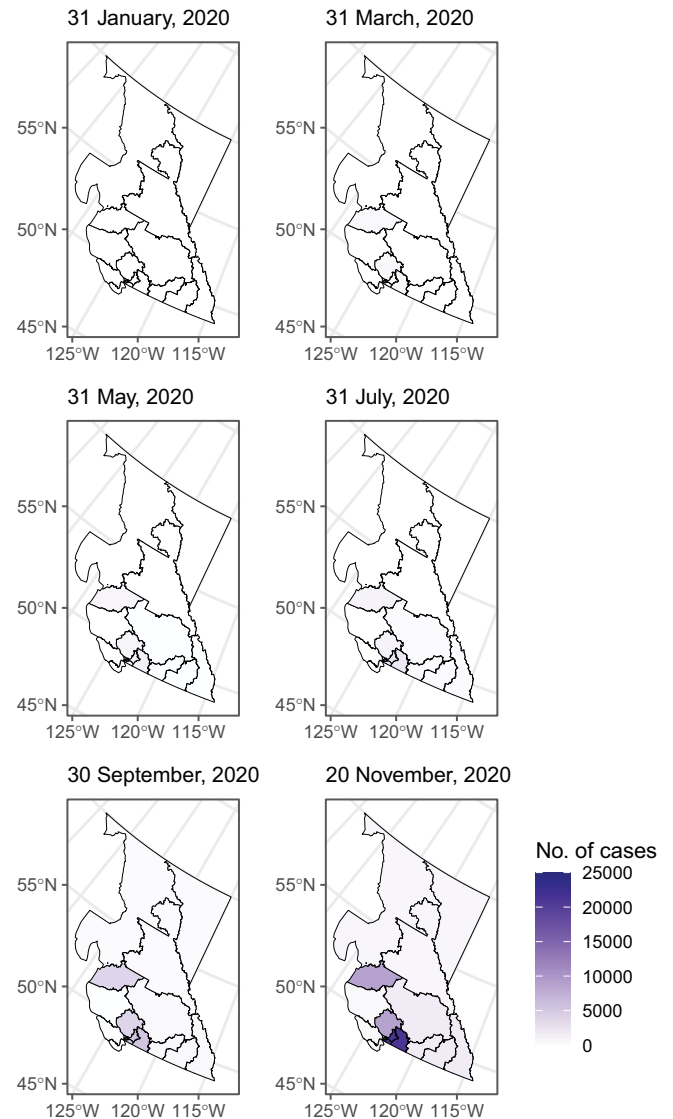 31 January, 2020
31 March, 2020
55°N
50°N
45°N
125°W 120°W 115°W
55°N
50°N
45°N
125°W 120°W 115°W
31 May, 2020
31 July, 2020
55°N
50°N
45°N
125°W 120°W 115°W
55°N
50°N
45°N
125°W 120°W 115°W
30 September, 2020
20 November, 2020
55°N
50°N
45°N
125°W 120°W 115°W
55°N
50°N
45°N
125°W 120°W 115°W
No. of cases
25000
20000
15000
10000
5000
0